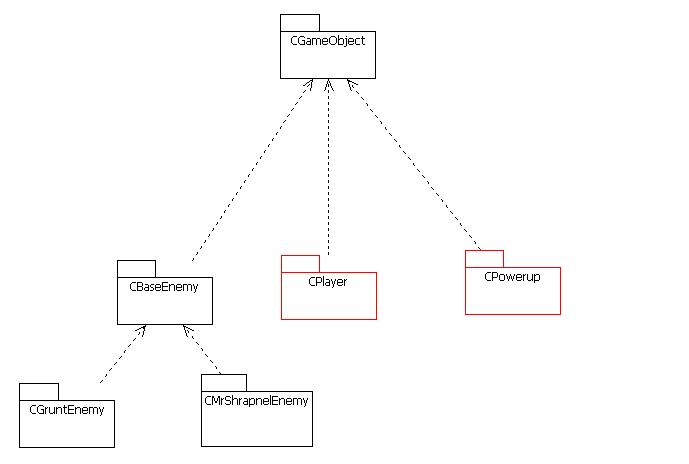 CGameObject
CBaseEnemy
CPlayer
CPowerup
CGruntEnemy
CMrShrapnelEnemy